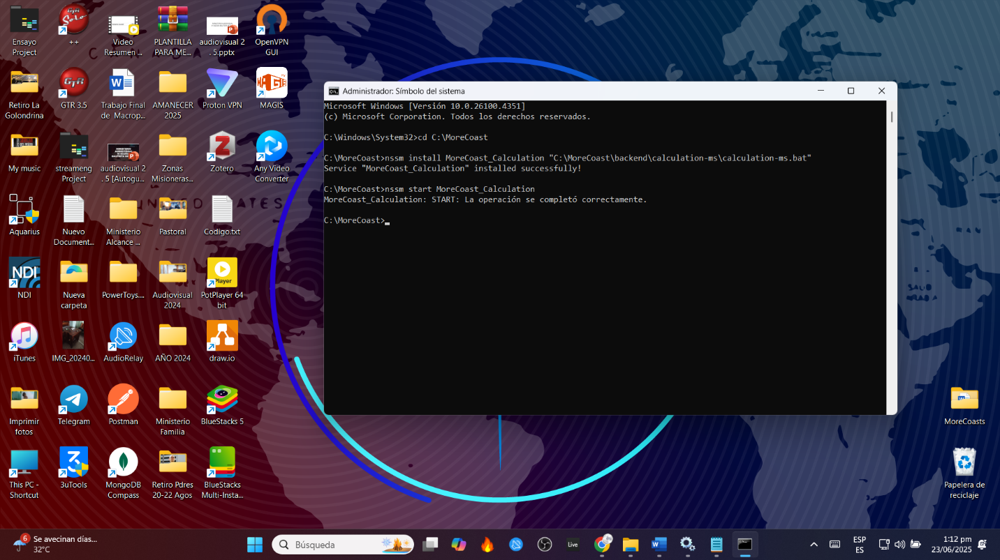 Ensayo
Project
++
Video
Resumen ...
PLANTILLA
PARA ME...
audiovisual 2
. 5.pptx
OpenVPN
GUI
Retiro La
Golondrina
GTR 3.5
Trabajo Final
de Macrop...
AMANECER
2025
Proton VPN
MAGIS
My music
streameng
Project
audiovisual 2
. 5 [Autogu...
Zonas
Misioneras...
Zotero
Any Video
Converter
Aquarius
Nuevo
Document...
Ministerio
Alcance ...
Pastoral
Codigo.txt
NDI
Nueva
carpeta
PowerToys....
Audiovisual
2024
PotPlayer 64
bit
iTunes
IMG_20240...
AudioRelay
AÑO 2024
draw.io
Imprimir
fotos
Telegram
Postman
Ministerio
Familia
BlueStacks 5
This PC -
Shortcut
3uTools
MongoDB
Compass
Retiro Pdres
20-22 Agos
BlueStacks
Multi-Insta...
Administrador: Símbolo del sistema
Microsoft Windows [Versión 10.0.26100.4351]
(c) Microsoft Corporation. Todos los derechos reservados.
C:\Windows\System32>cd C:\MoreCoast
C:\MoreCoast>nssm install MoreCoast_Calculation "C:\MoreCoast\backend\calculation-ms\calculation-ms.bat"
Service "MoreCoast_Calculation" installed successfully!
C:\MoreCoast>nssm start MoreCoast_Calculation
MoreCoast_Calculation: START: La operación se completó correctamente.
C:\MoreCoast>
MoreCoasts
Papelera de
reciclaje
6
Se avecinan días...
32°C
Búsqueda
Live
ESP
ES
1:12 pm
23/06/2025